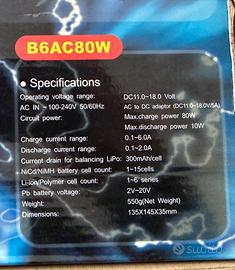 B6AC80W
Specifications
Operating voltage range: DC11.0~18.0 Volt
AC IN ~100-240V 50/60Hz AC to DC adaptor (DC11.0~18.0V/5A)
Circuit power: Max.charge power 80W
Max.discharge power 10W
Charge current range: 0.1~6.0A
Discharge current range: 0.1~2.0A
Current drain for balancing LiPo: 300mAh/cell
NiCd/NiMH battery cell count: 1~15cells
Li-ion/Polymer cell count: 1~6 series
Pb battery voltage: 2V~20V
Weight: 550g(Net Weight)
Dimensions: 135X145X35mm
subito